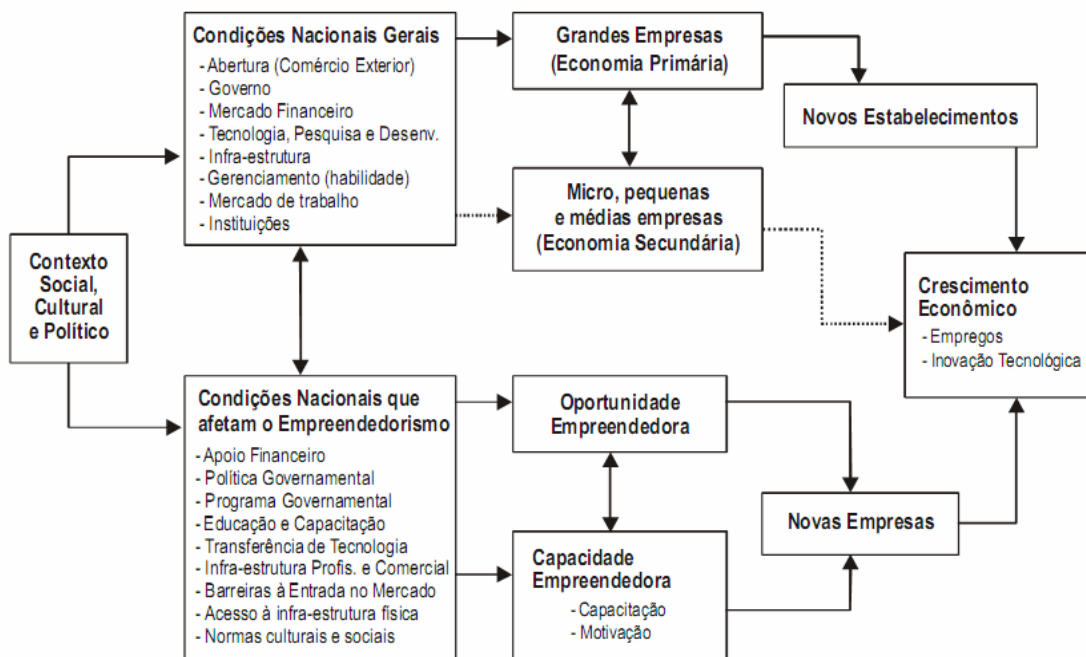 Contexto
Social,
Cultural
e Político
Condições Nacionais Gerais
- Abertura (Comércio Exterior)
- Governo
- Mercado Financeiro
- Tecnologia, Pesquisa e Desenv.
- Infra-estrutura
- Gerenciamento (habilidade)
- Mercado de trabalho
- Instituições
Grandes Empresas
(Economia Primária)
Micro, pequenas
e médias empresas
(Economia Secundária)
Novos Estabelecimentos
Crescimento
Econômico
- Empregos
- Inovação Tecnológica
Condições Nacionais que
afetam o Empreendedorismo
- Apoio Financeiro
- Política Governamental
- Programa Governamental
- Educação e Capacitação
- Transferência de Tecnologia
- Infra-estrutura Profis. e Comercial
- Barreiras à Entrada no Mercado
- Acesso à infra-estrutura física
- Normas culturais e sociais
Oportunidade
Empreendedora
Capacidade
Empreendedora
- Capacitação
- Motivação
Novas Empresas